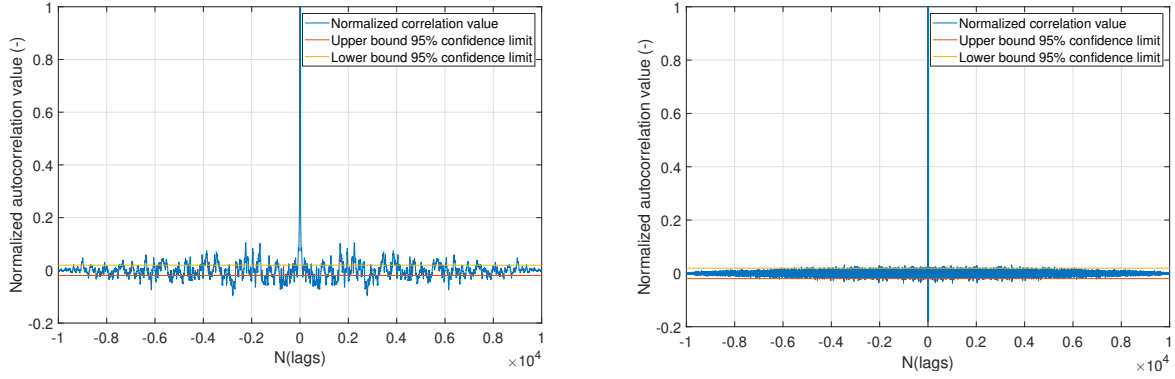 Normalized autocorrelation value (-)
1
0.8
0.6
0.4
0.2
0
-0.2
Normalized correlation value
Upper bound 95% confidence limit
Lower bound 95% confidence limit
-1 -0.8 -0.6 -0.4 -0.2 0 0.2 0.4 0.6 0.8 1
N(lags)
×10⁴
Normalized autocorrelation value (-)
1
0.8
0.6
0.4
0.2
0
-0.2
Normalized correlation value
Upper bound 95% confidence limit
Lower bound 95% confidence limit
-1 -0.8 -0.6 -0.4 -0.2 0 0.2 0.4 0.6 0.8 1
N(lags)
×10⁴